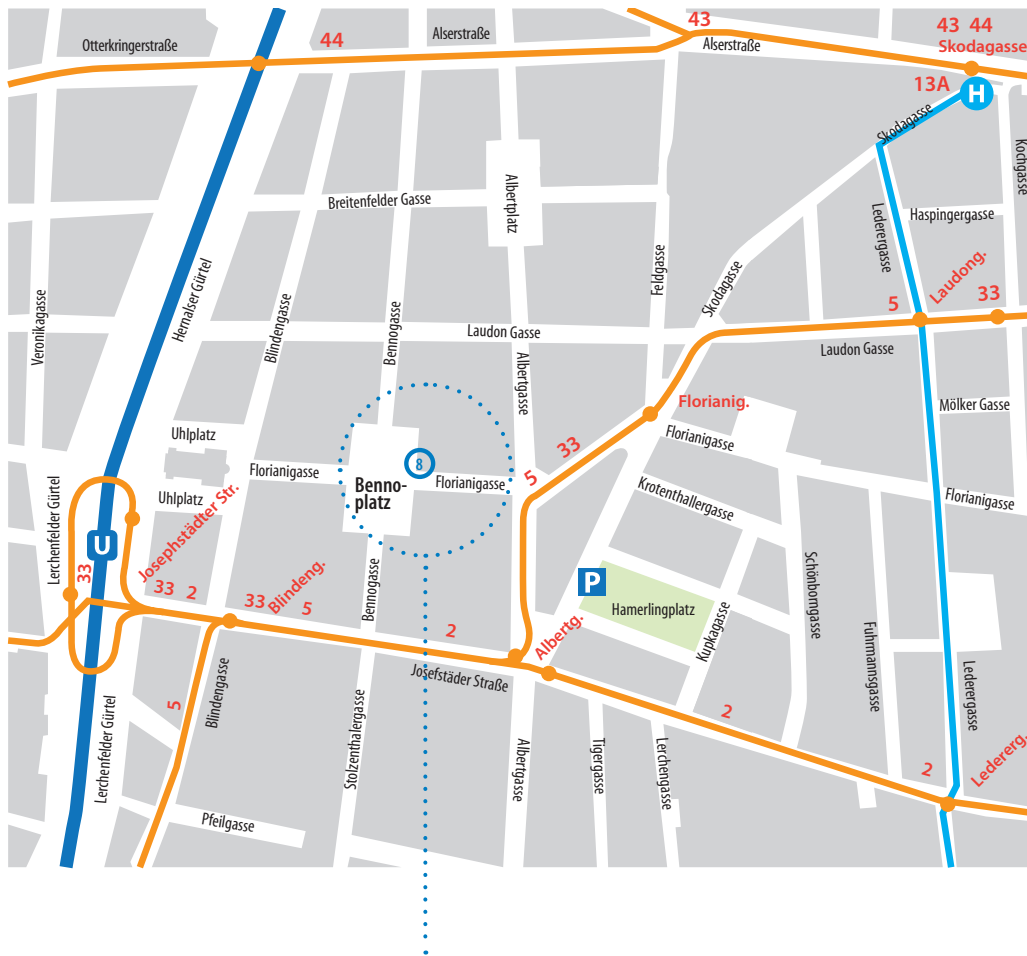 43
43 44
Skodagasse
44
Alserstraße
Otterkringerstraße
Alserstraße
13A
H
Skodagasse
Kochgasse
Breitenfelder Gasse
Albertplatz
Lederergasse
Haspingergasse
Feldgasse
Hernalser Gürtel
Skodagasse
Laudong.
Veronikagasse
Blindengasse
Bennogasse
5
33
Laudon Gasse
Laudon Gasse
Albertgasse
Florianig.
Mölker Gasse
Uhlplatz
33
Florianigasse
8
Florianigasse
Benno-
platz
Florianigasse
5
Krotenthallergasse
Florianigasse
Uhlplatz
Lerchenfelder Gürtel
Josephstädter Str.
U
33
33 2
33
Blindeng.
5
Bennogasse
P
Hamerlingplatz
Schönborngasse
2
Albertg.
Kupkagasse
Fuhrmannsgasse
Josefstäder Straße
Lederergasse
5
Blindengasse
2
Lerchenfelder Gürtel
Stolzenthalergasse
Albertgasse
Tigergasse
Lerchengasse
2
Ledererg.
Pfeilgasse